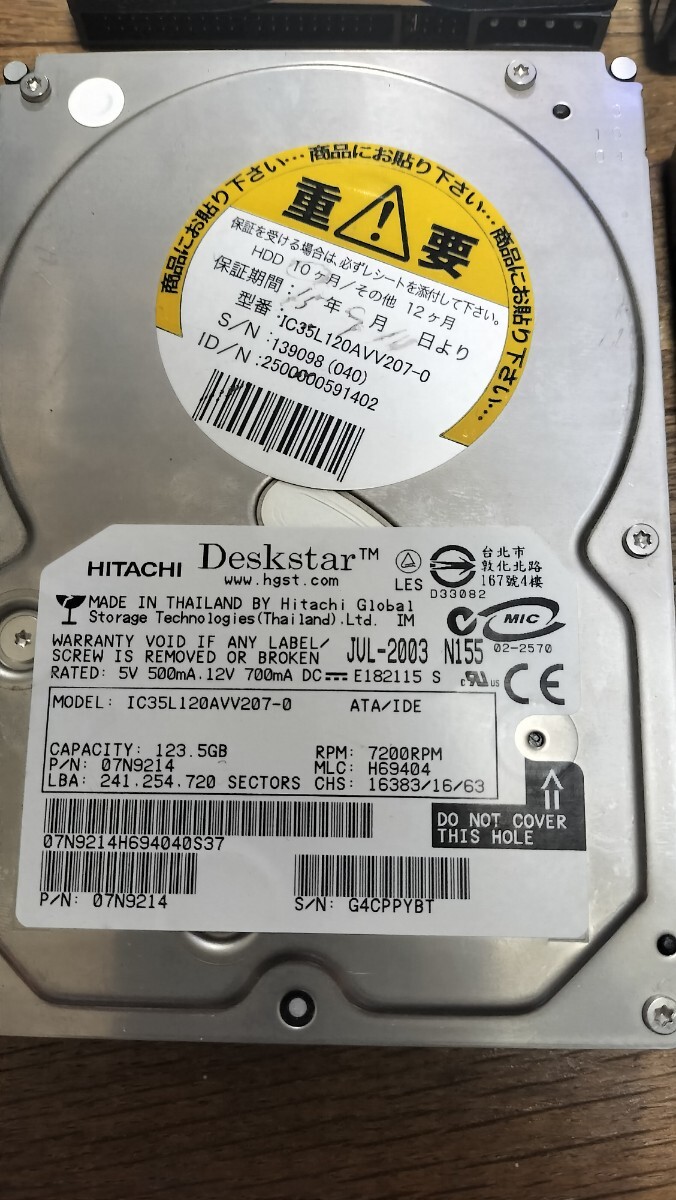 商品にお貼り下さい…商品にお貼り下さい…商品にお貼り下さい…
重要
保証を受ける場合は、必ずレシートを添付して下さい。
HDD 10ヶ月/その他 12ヶ月
保証期間: 15年9月10日より
型番: IC35L120AVV207-0
S/N: 139098(040)
ID/N:2500000591402
HITACHI Deskstar™
www.hgst.com
LES
D33082
台北市
敦化北路
167號4樓
MADE IN THAILAND BY Hitachi Global
Storage Technologies(Thailand).Ltd. IM
MIC
WARRANTY VOID IF ANY LABEL/
SCREW IS REMOVED OR BROKEN
JUL-2003 N155
02-2570
RATED: 5V 500mA.12V 700mA DC E182115 S
c UR us CE
MODEL: IC35L120AVV207-0 ATA/IDE
CAPACITY: 123.5GB RPM: 7200RPM
P/N: 07N9214 MLC: H69404
LBA: 241.254.720 SECTORS CHS: 16383/16/63
DO NOT COVER
THIS HOLE
07N9214H694040S37
P/N: 07N9214 S/N: G4CPPYBT